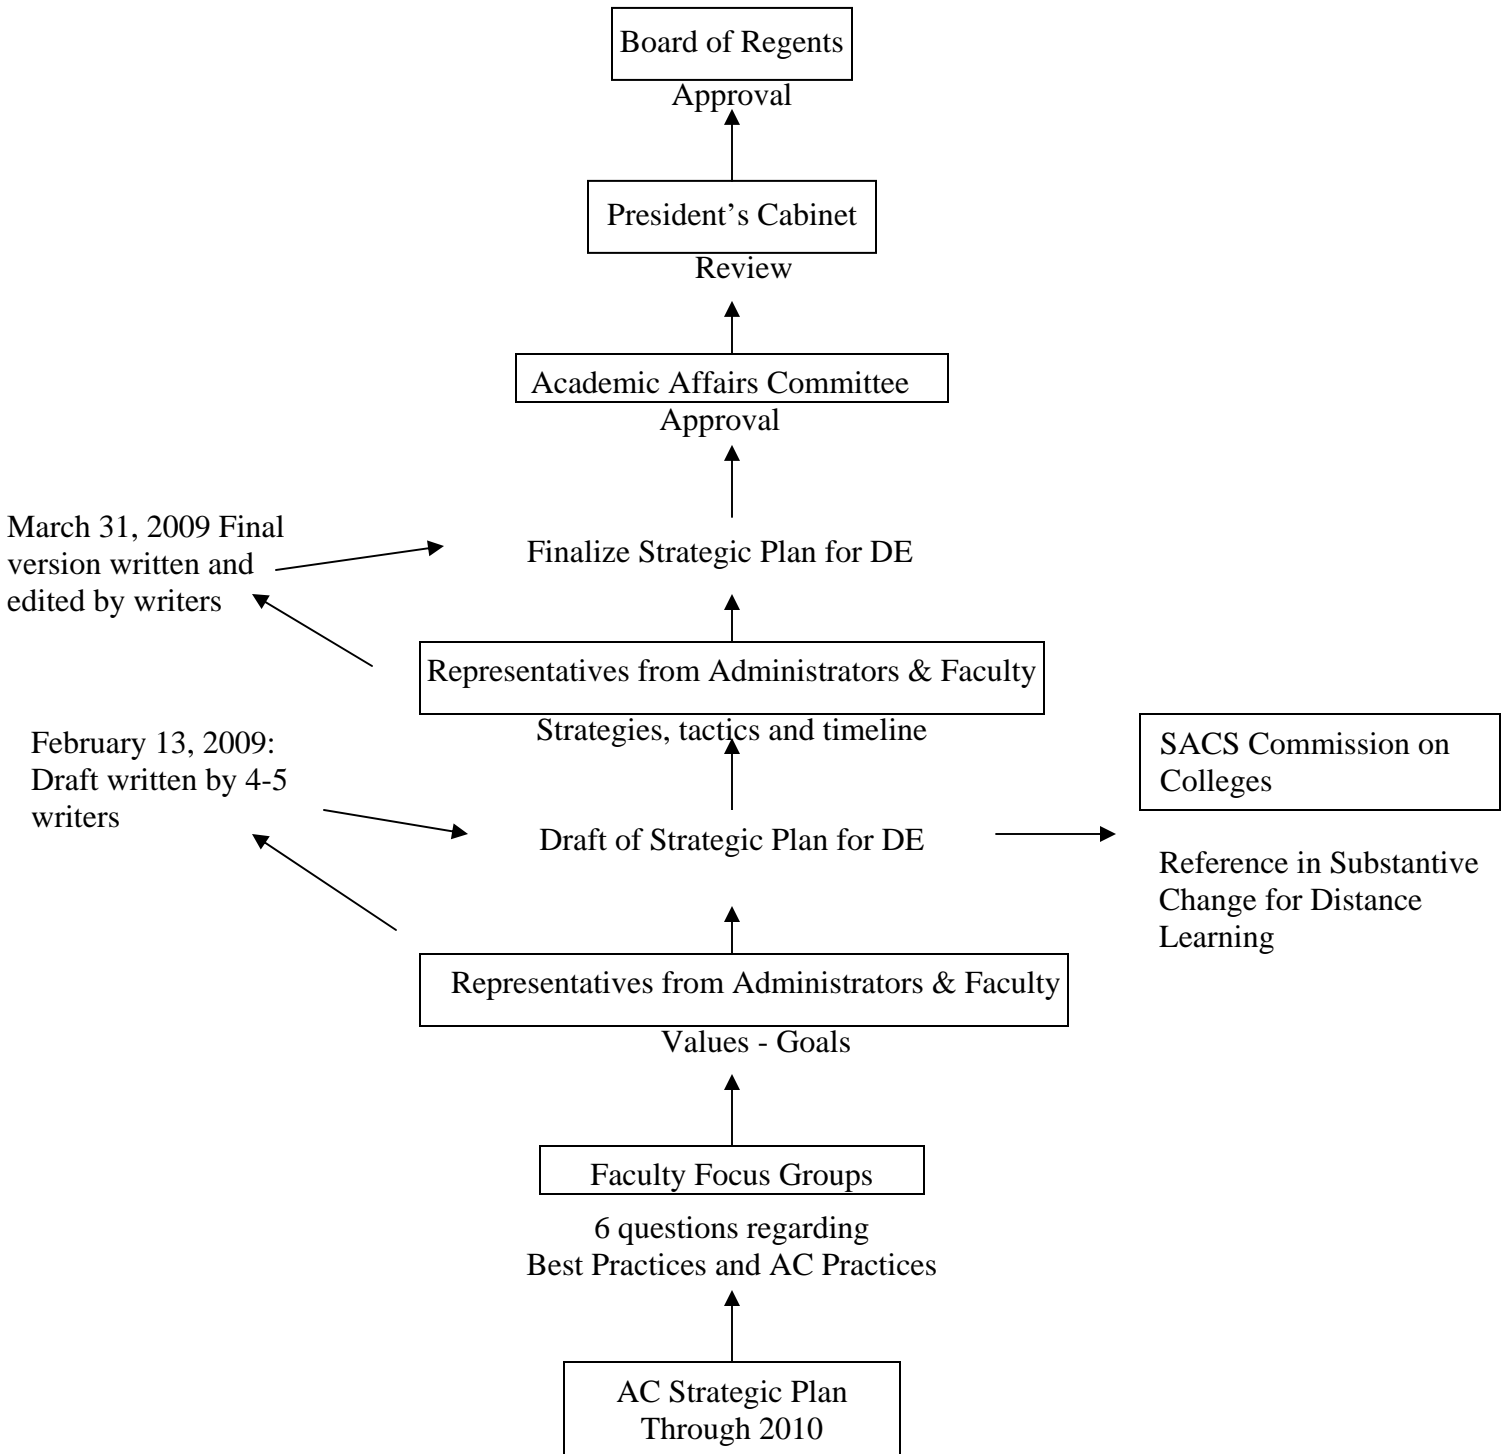 Board of Regents
Approval
President’s Cabinet
Review
Academic Affairs Committee
Approval
March 31, 2009 Final
version written and
edited by writers
Finalize Strategic Plan for DE
Representatives from Administrators & Faculty
Strategies, tactics and timeline
February 13, 2009:
Draft written by 4-5
writers
Draft of Strategic Plan for DE
SACS Commission on
Colleges
Reference in Substantive
Change for Distance
Learning
Representatives from Administrators & Faculty
Values - Goals
Faculty Focus Groups
6 questions regarding
Best Practices and AC Practices
AC Strategic Plan
Through 2010